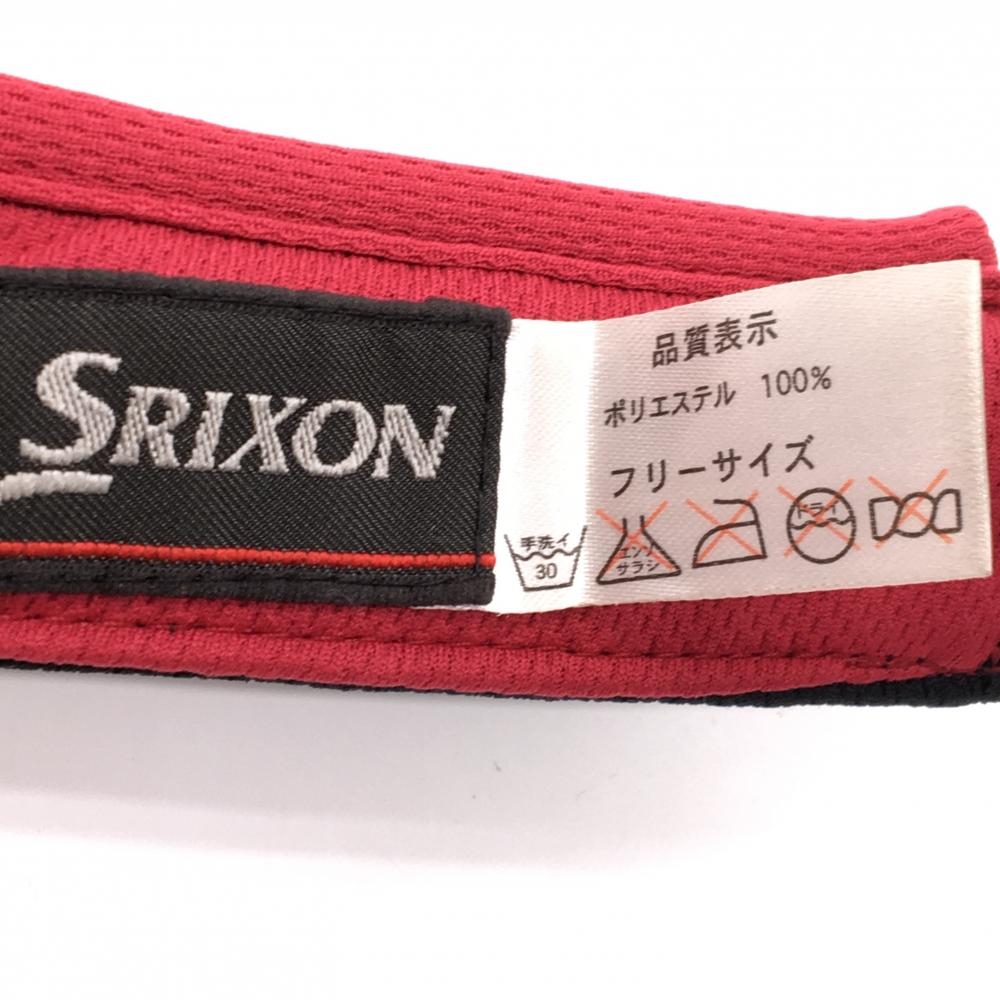 SRIXON
品質表示
ポリエステル 100%
フリーサイズ
手洗イ
30
エンソ
サラシ
ドライ